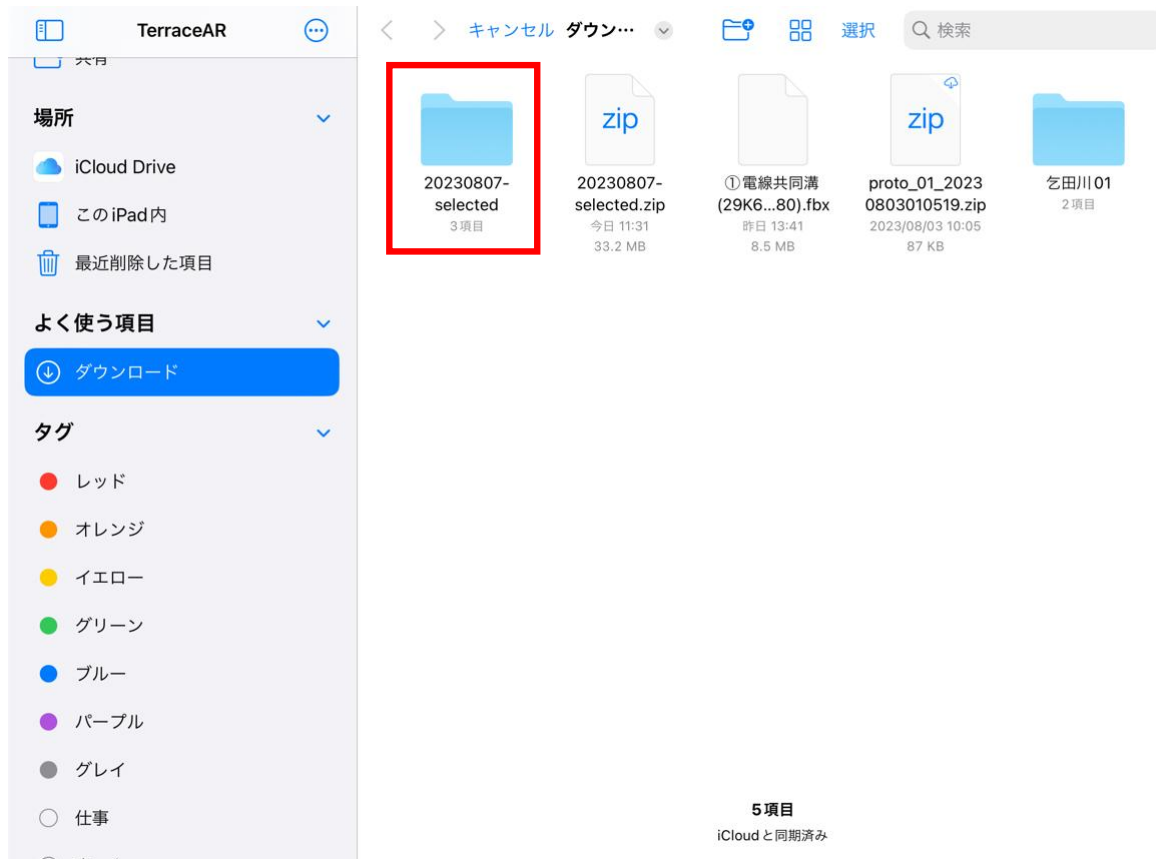 TerraceAR
共有
場所
iCloud Drive
このiPad内
最近削除した項目
よく使う項目
ダウンロード
タグ
レッド
オレンジ
イエロー
グリーン
ブルー
パープル
グレイ
仕事
キャンセル ダウン… 選択 検索
20230807-
selected
3項目
zip
20230807-
selected.zip
今日 11:31
33.2 MB
①電線共同溝
(29K6...80).fbx
昨日 13:41
8.5 MB
zip
proto_01_2023
0803010519.zip
2023/08/03 10:05
87 KB
乞田川01
2項目
5項目
iCloudと同期済み